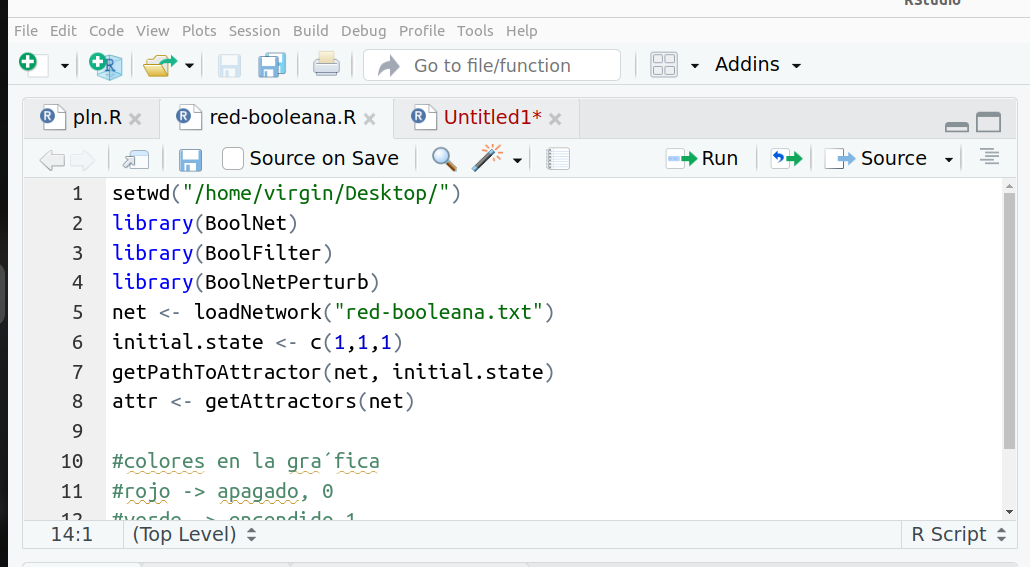 RStudio
File Edit Code View Plots Session Build Debug Profile Tools Help
Go to file/function Addins
pln.R red-booleana.R Untitled1*
Source on Save Run Source
1 setwd("/home/virgin/Desktop/")
2 library(BoolNet)
3 library(BoolFilter)
4 library(BoolNetPerturb)
5 net <- loadNetwork("red-booleana.txt")
6 initial.state <- c(1,1,1)
7 getPathToAttractor(net, initial.state)
8 attr <- getAttractors(net)
9
10 #colores en la gra´fica
11 #rojo -> apagado, 0
12 #verde -> encendido 1
14:1 (Top Level) R Script